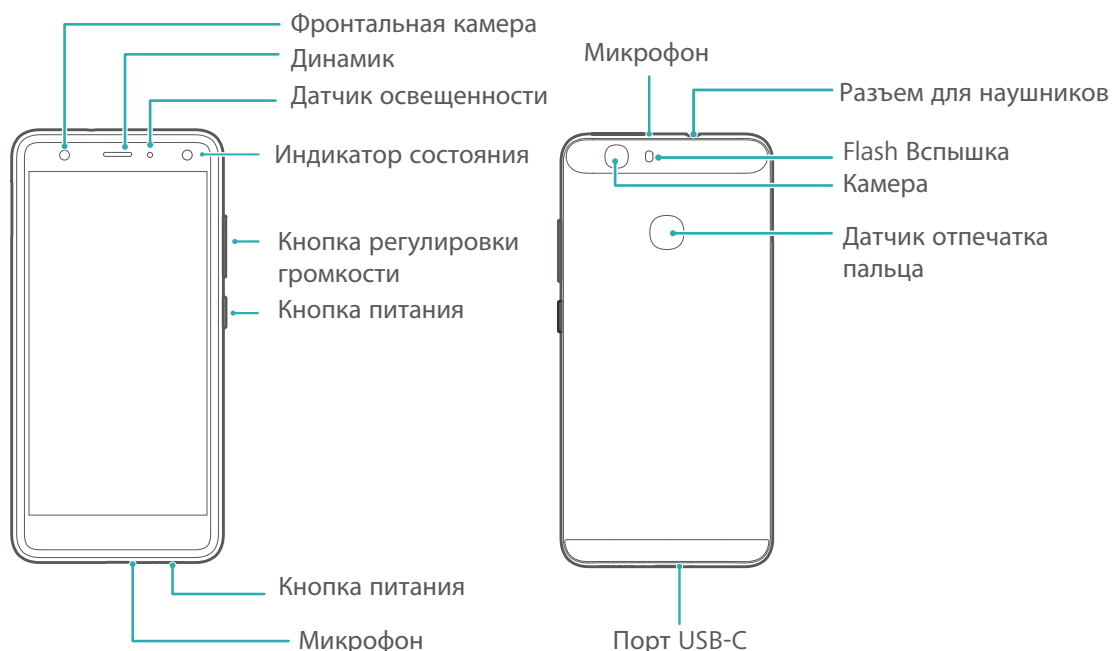 Фронтальная камера
Динамик
Датчик освещенности
Индикатор состояния
Кнопка регулировки
громкости
Кнопка питания
Кнопка питания
Микрофон
Микрофон
Разъем для наушников
Flash Вспышка
Камера
Датчик отпечатка
пальца
Порт USB-C